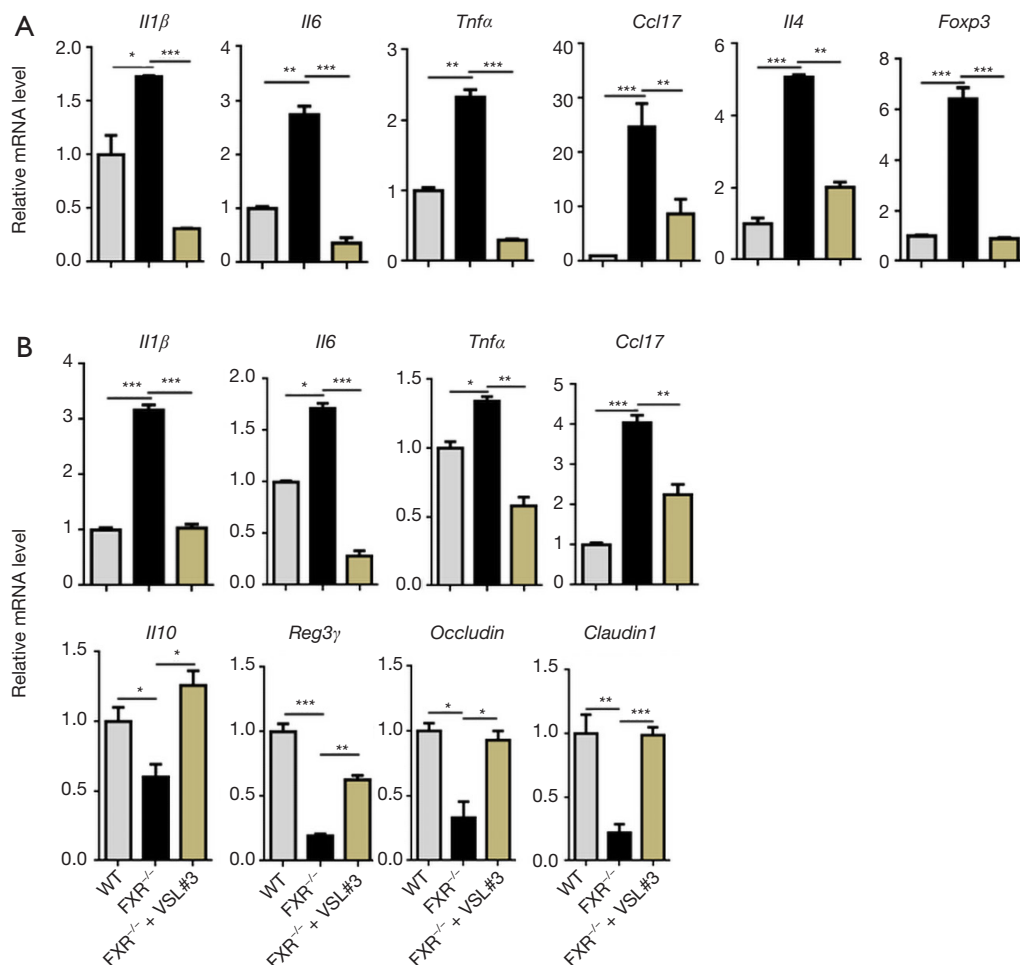 A
Il1β Il6 Tnfα Ccl17 Il4 Foxp3
Relative mRNA level
2.0 1.5 1.0 0.5 0.0
* ***
6 4 2 1 0
** ***
3 2 1 0
** ***
40 30 20 10 0
*** **
6 4 2 0
*** **
8 6 4 2 0
*** ***
B
Il1β Il6 Tnfα Ccl17
Relative mRNA level
4 3 2 1 0
*** ***
2.0 1.5 1.0 0.5 0.0
* ***
1.5 1.0 0.5 0.0
* **
5 4 3 2 1 0
*** **
Il10 Reg3γ Occludin Claudin1
1.5 1.0 0.5 0.0
* *
1.5 1.0 0.5 0.0
*** **
1.5 1.0 0.5 0.0
* *
1.5 1.0 0.5 0.0
** ***
WT FXR⁻/⁻ FXR⁻/⁻ + VSL#3
WT FXR⁻/⁻ FXR⁻/⁻ + VSL#3
WT FXR⁻/⁻ FXR⁻/⁻ + VSL#3
WT FXR⁻/⁻ FXR⁻/⁻ + VSL#3